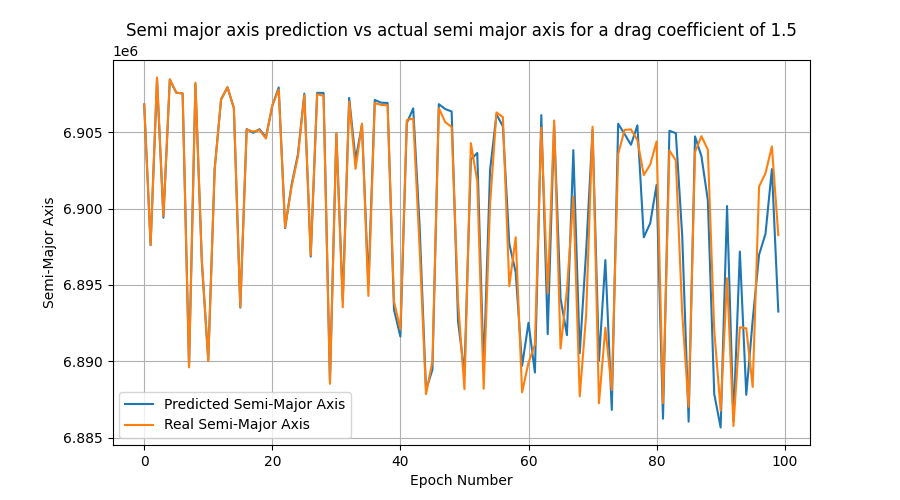 Semi major axis prediction vs actual semi major axis for a drag coefficient of 1.5
1e6
6.905
6.900
6.895
6.890
6.885
Semi-Major Axis
Predicted Semi-Major Axis
Real Semi-Major Axis
0 20 40 60 80 100
Epoch Number